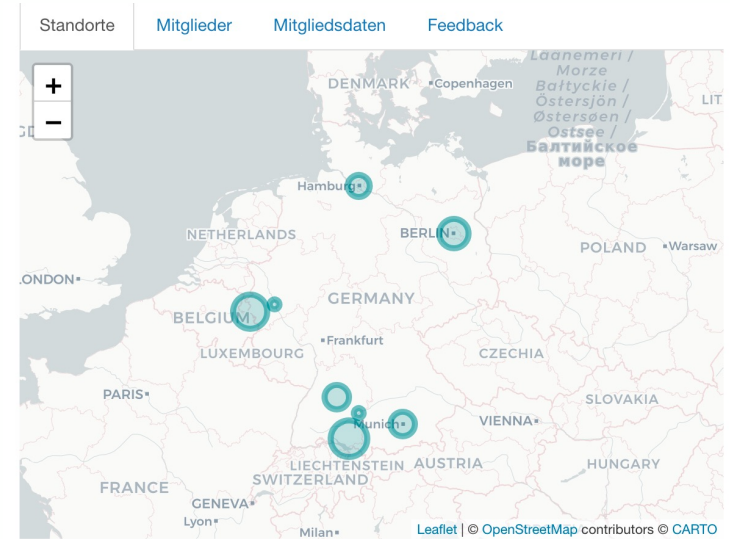 Standorte Mitglieder Mitgliedsdaten Feedback
+
−
Laanemeri /
Morze
Bałtyckie /
Östersjön /
Østersøen /
Ostsee /
Балтийское
море
DENMARK
Copenhagen
LIT
Hamburg
NETHERLANDS
BERLIN
POLAND
Warsaw
ONDON
GERMANY
BELGIUM
Frankfurt
LUXEMBOURG
CZECHIA
PARIS
SLOVAKIA
Munich
VIENNA
LIECHTENSTEIN
AUSTRIA
HUNGARY
SWITZERLAND
FRANCE
GENEVA
Lyon
Milan
Leaflet | © OpenStreetMap contributors © CARTO